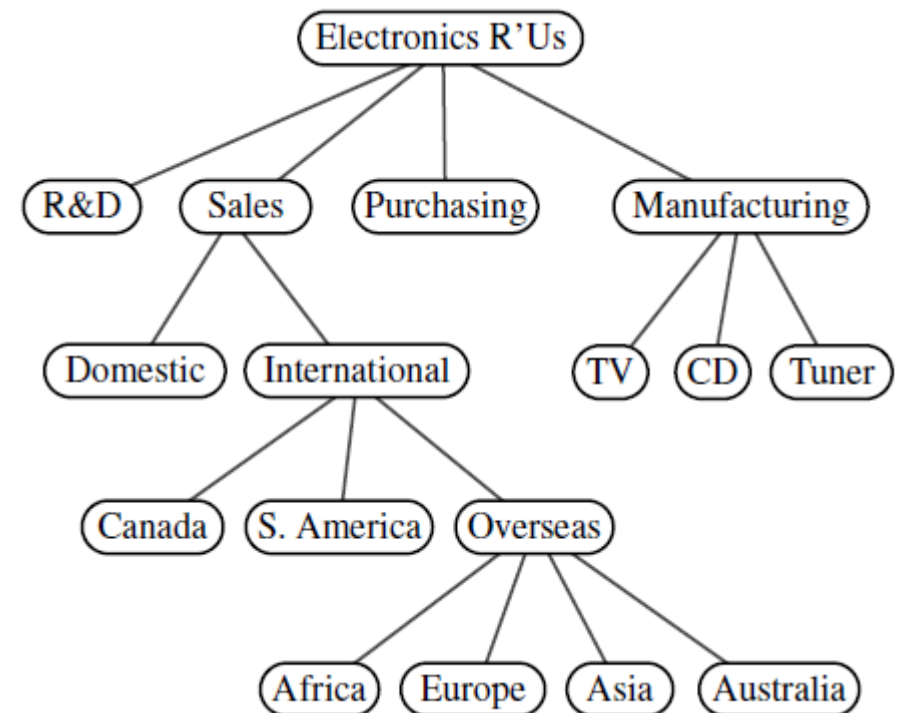 Electronics R'Us
R&D Sales Purchasing Manufacturing
Domestic International TV CD Tuner
Canada S. America Overseas
Africa Europe Asia Australia